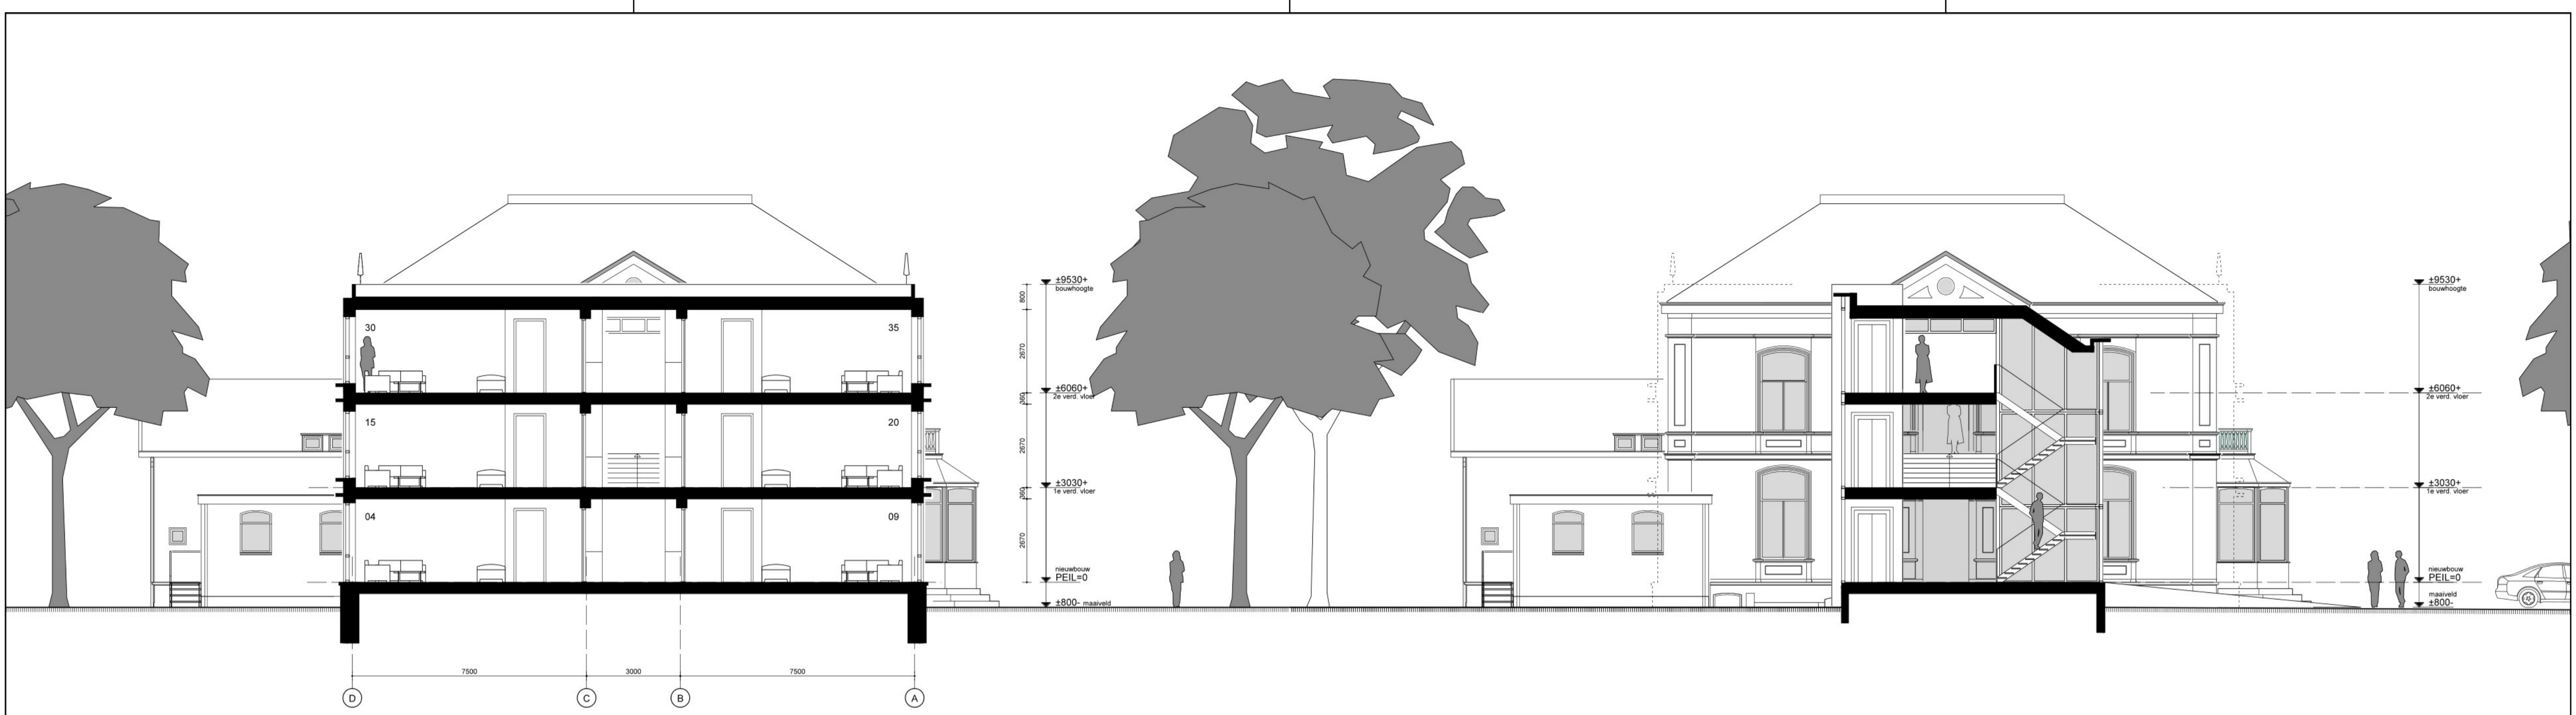 ±9530+
bouwhoogte
800
30
35
2670
±6060+
2e verd. vloer
360
15
20
2670
±3030+
1e verd. vloer
360
04
09
2670
nieuwbouw
PEIL=0
±800- maaiveld
7500
3000
7500
D
C
B
A
±9530+
bouwhoogte
±6060+
2e verd. vloer
±3030+
1e verd. vloer
nieuwbouw
PEIL=0
maaiveld
±800-